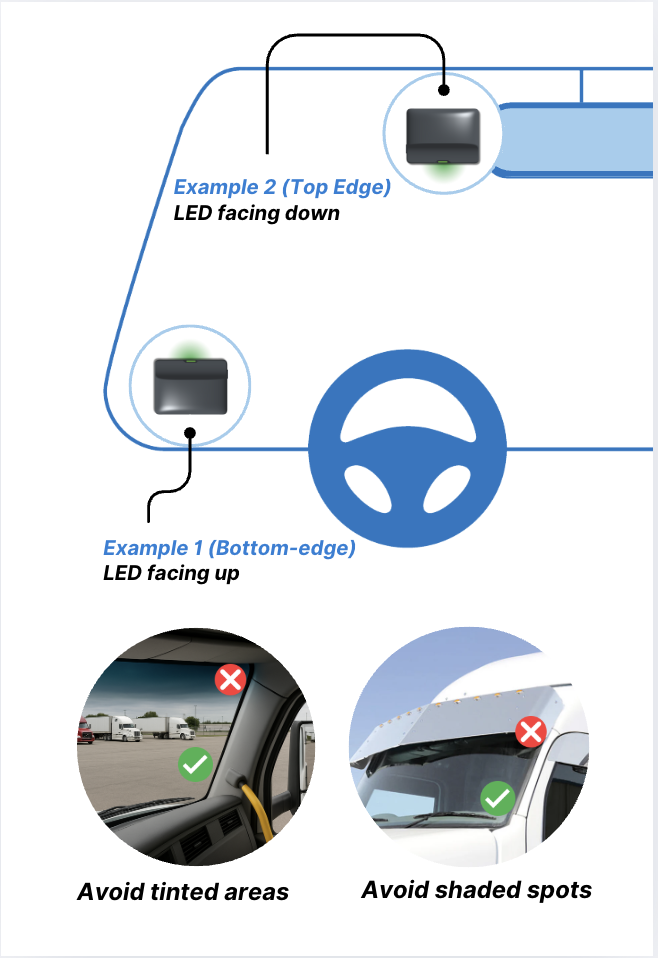 Example 2 (Top Edge)
LED facing down
Example 1 (Bottom-edge)
LED facing up
Avoid tinted areas
Avoid shaded spots